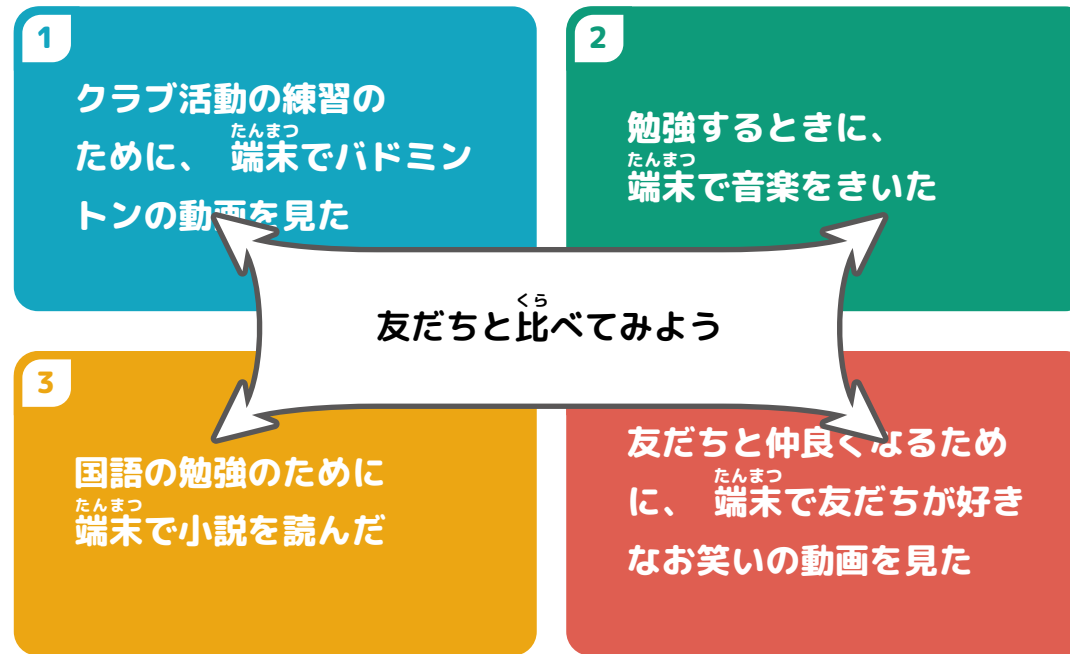 1
クラブ活動の練習の
たんまつ
ために、 端末でバドミン
トンの動画を見た
2
勉強するときに、
たんまつ
端末で音楽をきいた
くら
友だちと比べてみよう
3
国語の勉強のために
たんまつ
端末で小説を読んだ
友だちと仲良くなるため
たんまつ
に、 端末で友だちが好き
なお笑いの動画を見た